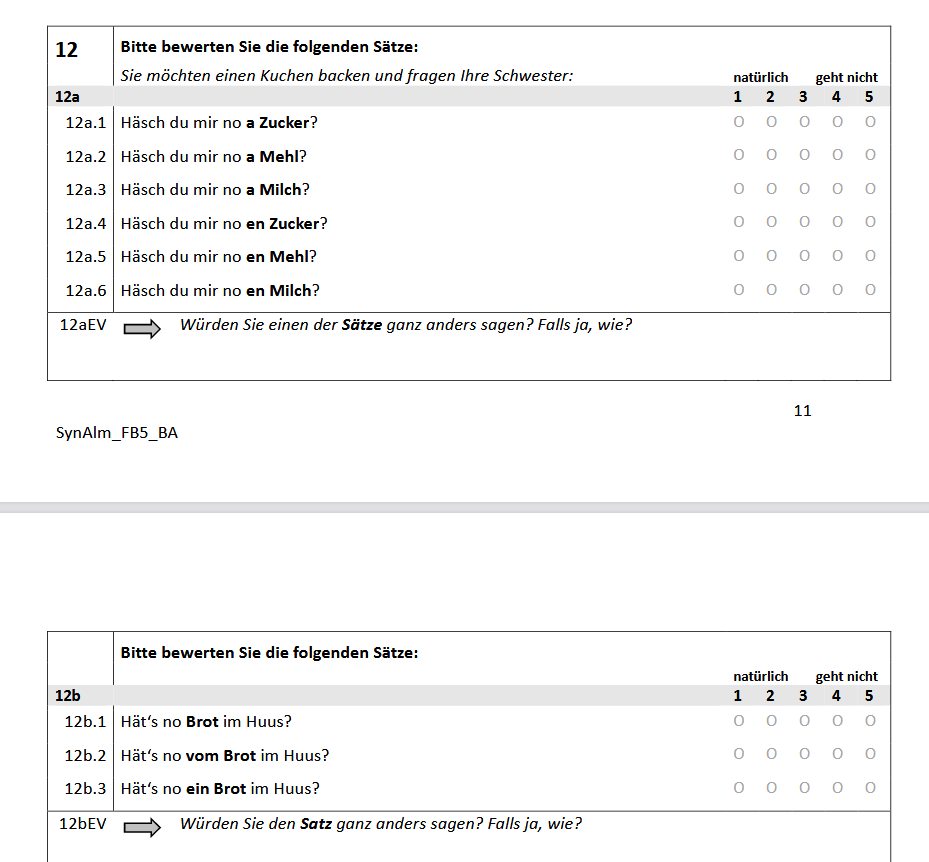 12 Bitte bewerten Sie die folgenden Sätze:
Sie möchten einen Kuchen backen und fragen Ihre Schwester: natürlich geht nicht
12a 1 2 3 4 5
12a.1 Häsch du mir no a Zucker? O O O O O
12a.2 Häsch du mir no a Mehl? O O O O O
12a.3 Häsch du mir no a Milch? O O O O O
12a.4 Häsch du mir no en Zucker? O O O O O
12a.5 Häsch du mir no en Mehl? O O O O O
12a.6 Häsch du mir no en Milch? O O O O O
12aEV Würden Sie einen der Sätze ganz anders sagen? Falls ja, wie?
11
SynAlm_FB5_BA
Bitte bewerten Sie die folgenden Sätze:
natürlich geht nicht
12b 1 2 3 4 5
12b.1 Hät‘s no Brot im Huus? O O O O O
12b.2 Hät‘s no vom Brot im Huus? O O O O O
12b.3 Hät‘s no ein Brot im Huus? O O O O O
12bEV Würden Sie den Satz ganz anders sagen? Falls ja, wie?